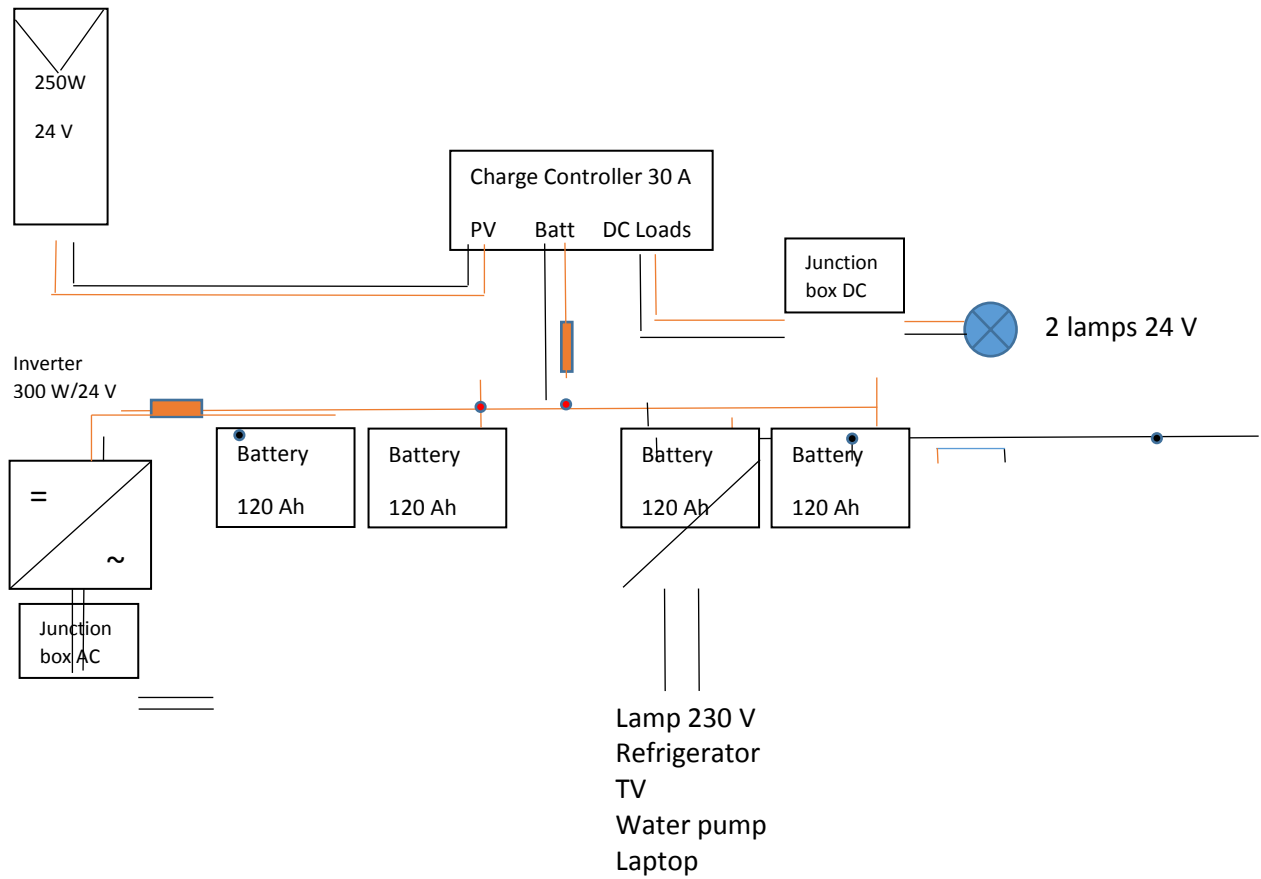 250W
24 V
Charge Controller 30 A
PV Batt DC Loads
Junction
box DC
2 lamps 24 V
Inverter
300 W/24 V
Battery
120 Ah
Battery
120 Ah
Battery
120 Ah
Battery
120 Ah
=
~
Junction
box AC
Lamp 230 V
Refrigerator
TV
Water pump
Laptop